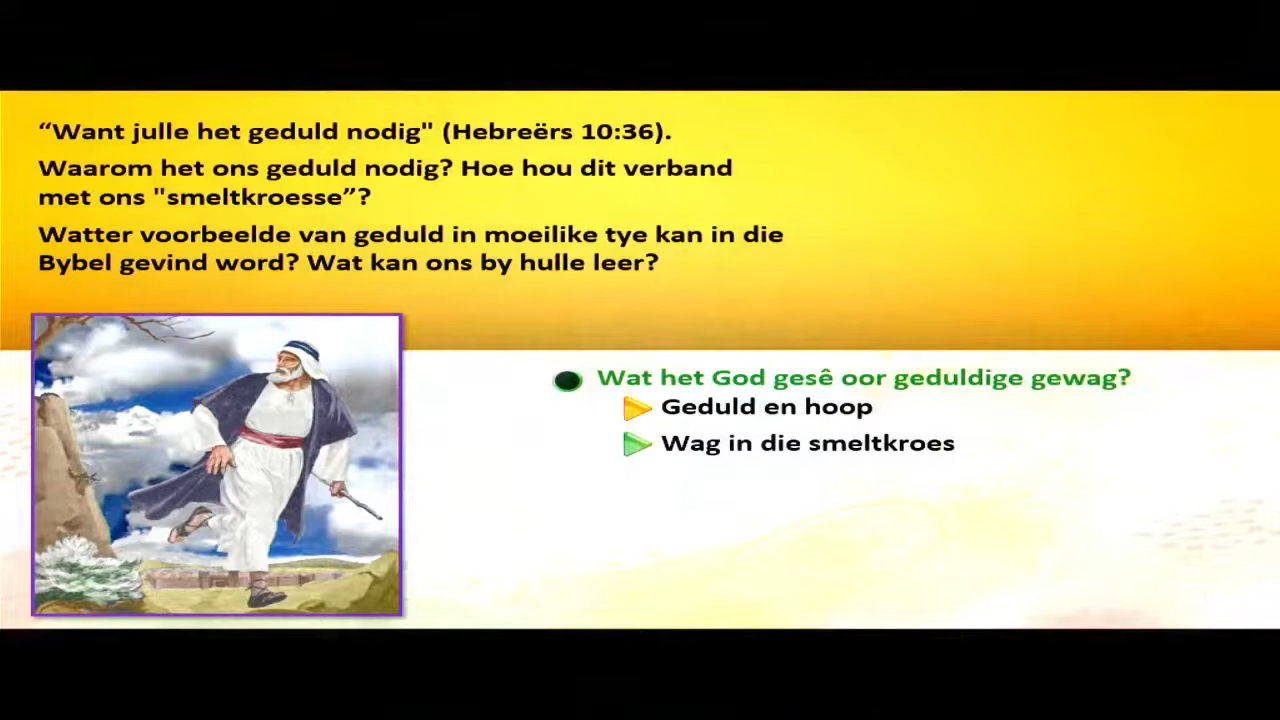 “Want julle het geduld nodig" (Hebreërs 10:36).
Waarom het ons geduld nodig? Hoe hou dit verband
met ons "smeltkroesse”?
Watter voorbeelde van geduld in moeilike tye kan in die
Bybel gevind word? Wat kan ons by hulle leer?
Wat het God gesê oor geduldige gewag?
Geduld en hoop
Wag in die smeltkroes